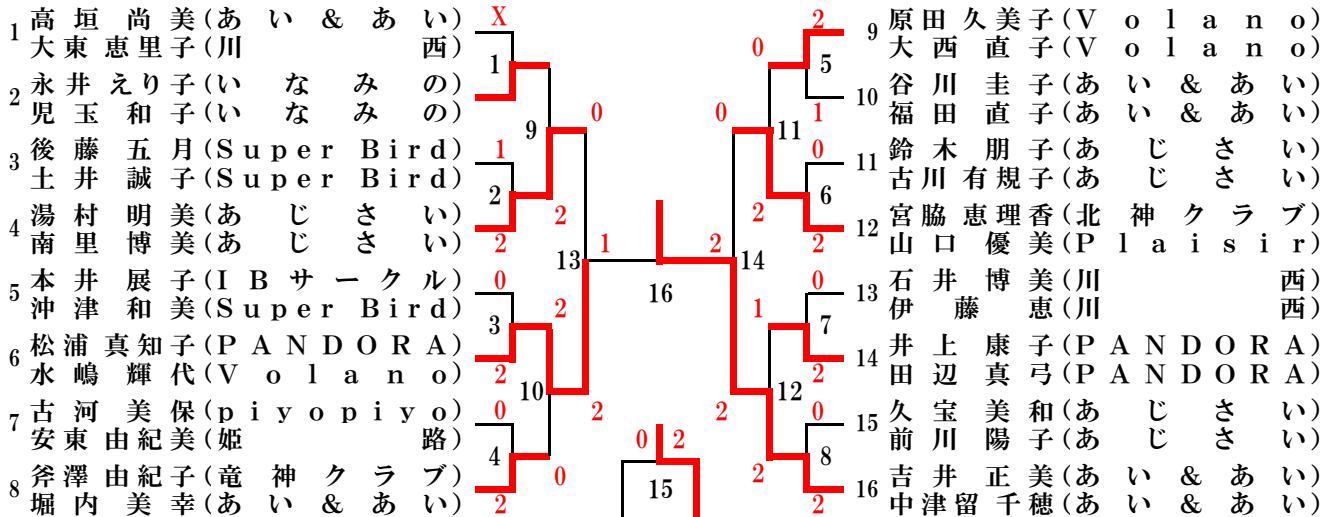 1 高垣尚美(あい&あい)
大東恵里子(川西)
2 永井えり子(いなみの)
児玉和子(いなみの)
3 後藤五月(Super Bird)
土井誠子(Super Bird)
4 湯村明美(あじさい)
南里博美(あじさい)
5 本井展子(IBサークル)
沖津和美(Super Bird)
6 松浦真知子(PANDORA)
水嶋輝代(Volano)
7 古河美保(piyopiyo)
安東由紀美(姫路)
8 斧澤由紀子(竜神クラブ)
堀内美幸(あい&あい)
X
1
9
0
1
2
2
2
13
1
0
3
2
2
10
2
0
4
0
2
16
0 2
15
2
0
5
1
0
11
0
6
2
2
2
14
0
1
7
2
12
2
0
8
2
2
9 原田久美子(Volano)
大西直子(Volano)
10 谷川圭子(あい&あい)
福田直子(あい&あい)
11 鈴木朋子(あじさい)
古川有規子(あじさい)
12 宮脇恵理香(北神クラブ)
山口優美(Plaisir)
13 石井博美(川西)
伊藤恵(川西)
14 井上康子(PANDORA)
田辺真弓(PANDORA)
15 久宝美和(あじさい)
前川陽子(あじさい)
16 吉井正美(あい&あい)
中津留千穂(あい&あい)